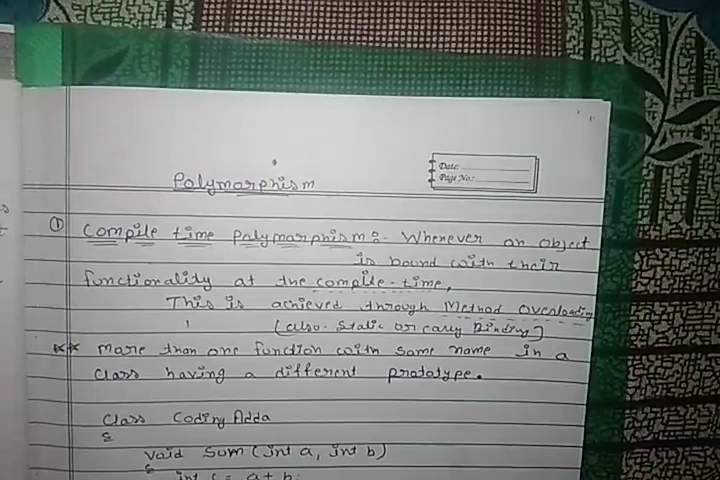 Date:
Page No.:
Polymorphism
① Compile time Polymorphism:- Whenever an object
is bound with their
functionality at the compile-time,
This is achieved through Method overloading
(also. Static or early Binding)
** More than one function with same name in a
class having a different prototype.
Class Coding Adda
{
void Sum (int a, int b)
{
int c = a+b;